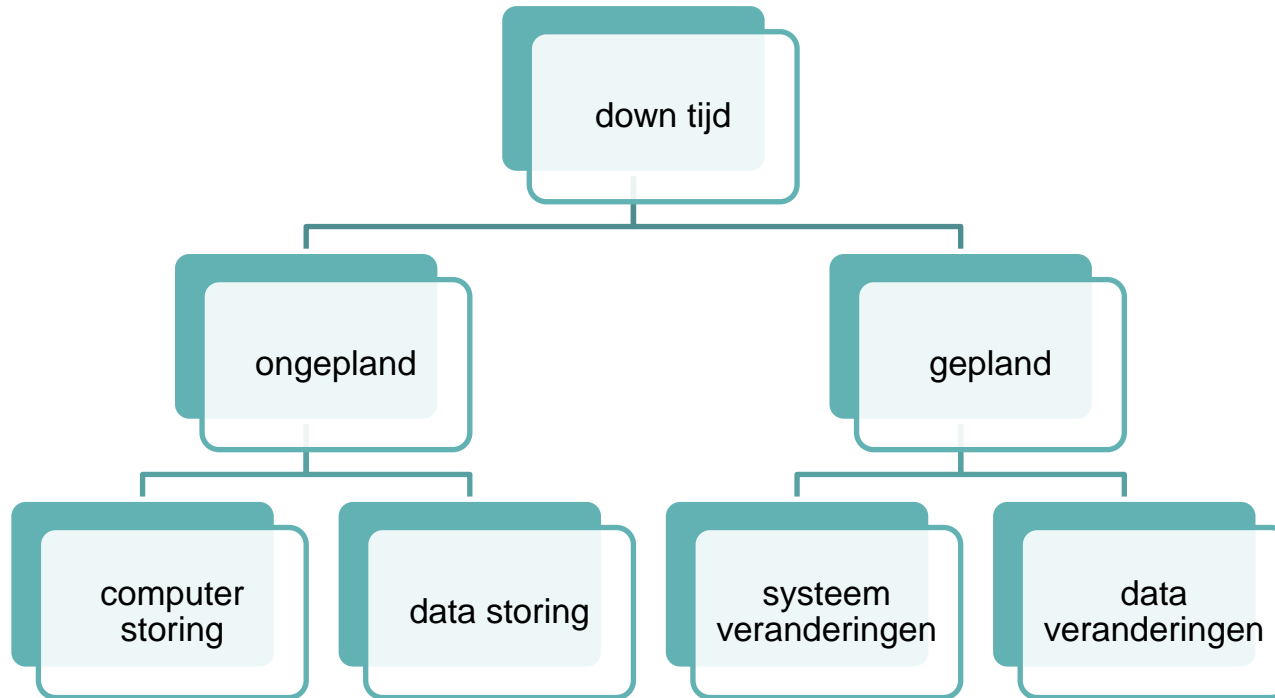 down tijd
ongepland
gepland
computer
storing
data storing
systeem
veranderingen
data
veranderingen